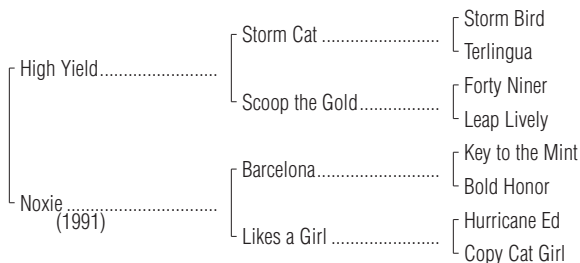 Storm Bird
Storm Cat ........................
Terlingua
High Yield........................
Forty Niner
Scoop the Gold................
Leap Lively
Key to the Mint
Barcelona.........................
Bold Honor
Noxie ...............................
(1991)
Hurricane Ed
Likes a Girl ......................
Copy Cat Girl